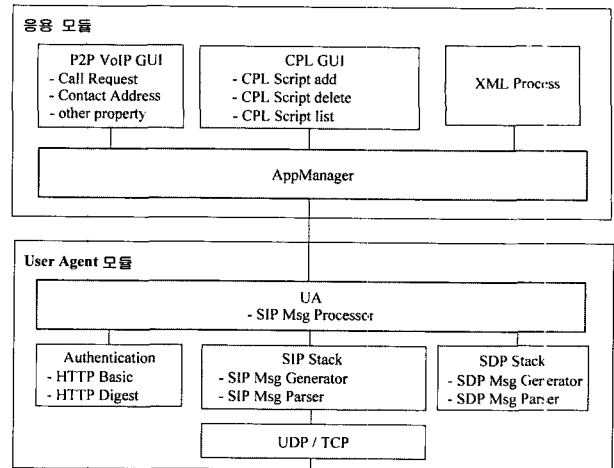 응용 모듈
P2P VoIP GUI
- Call Request
- Contact Address
- other property
CPL GUI
- CPL Script add
- CPL Script delete
- CPL Script list
XML Process
AppManager
User Agent 모듈
UA
- SIP Msg Processor
Authentication
- HTTP Basic
- HTTP Digest
SIP Stack
- SIP Msg Generator
- SIP Msg Parser
SDP Stack
- SDP Msg Generator
- SDP Msg Parser
UDP / TCP